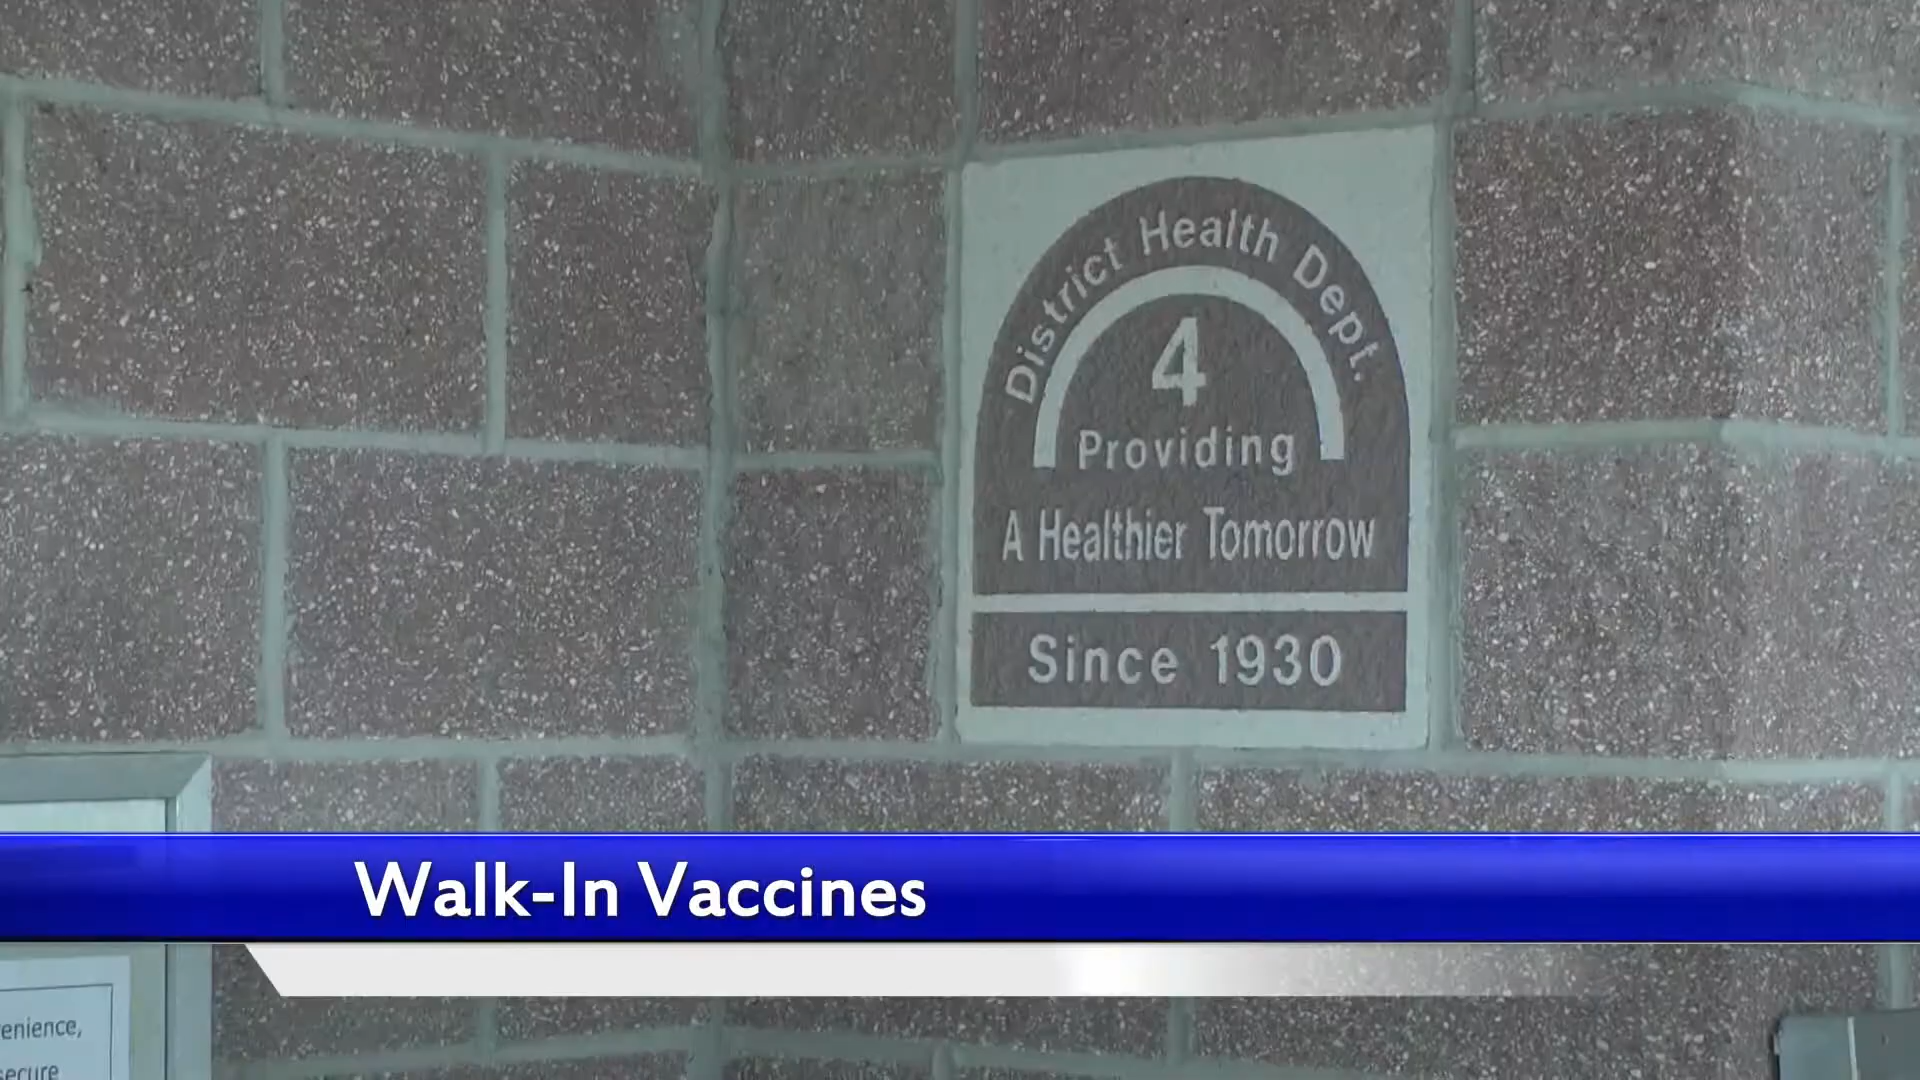 District Health Dept.
4
Providing
A Healthier Tomorrow
Since 1930
Walk-In Vaccines
enience,
secure